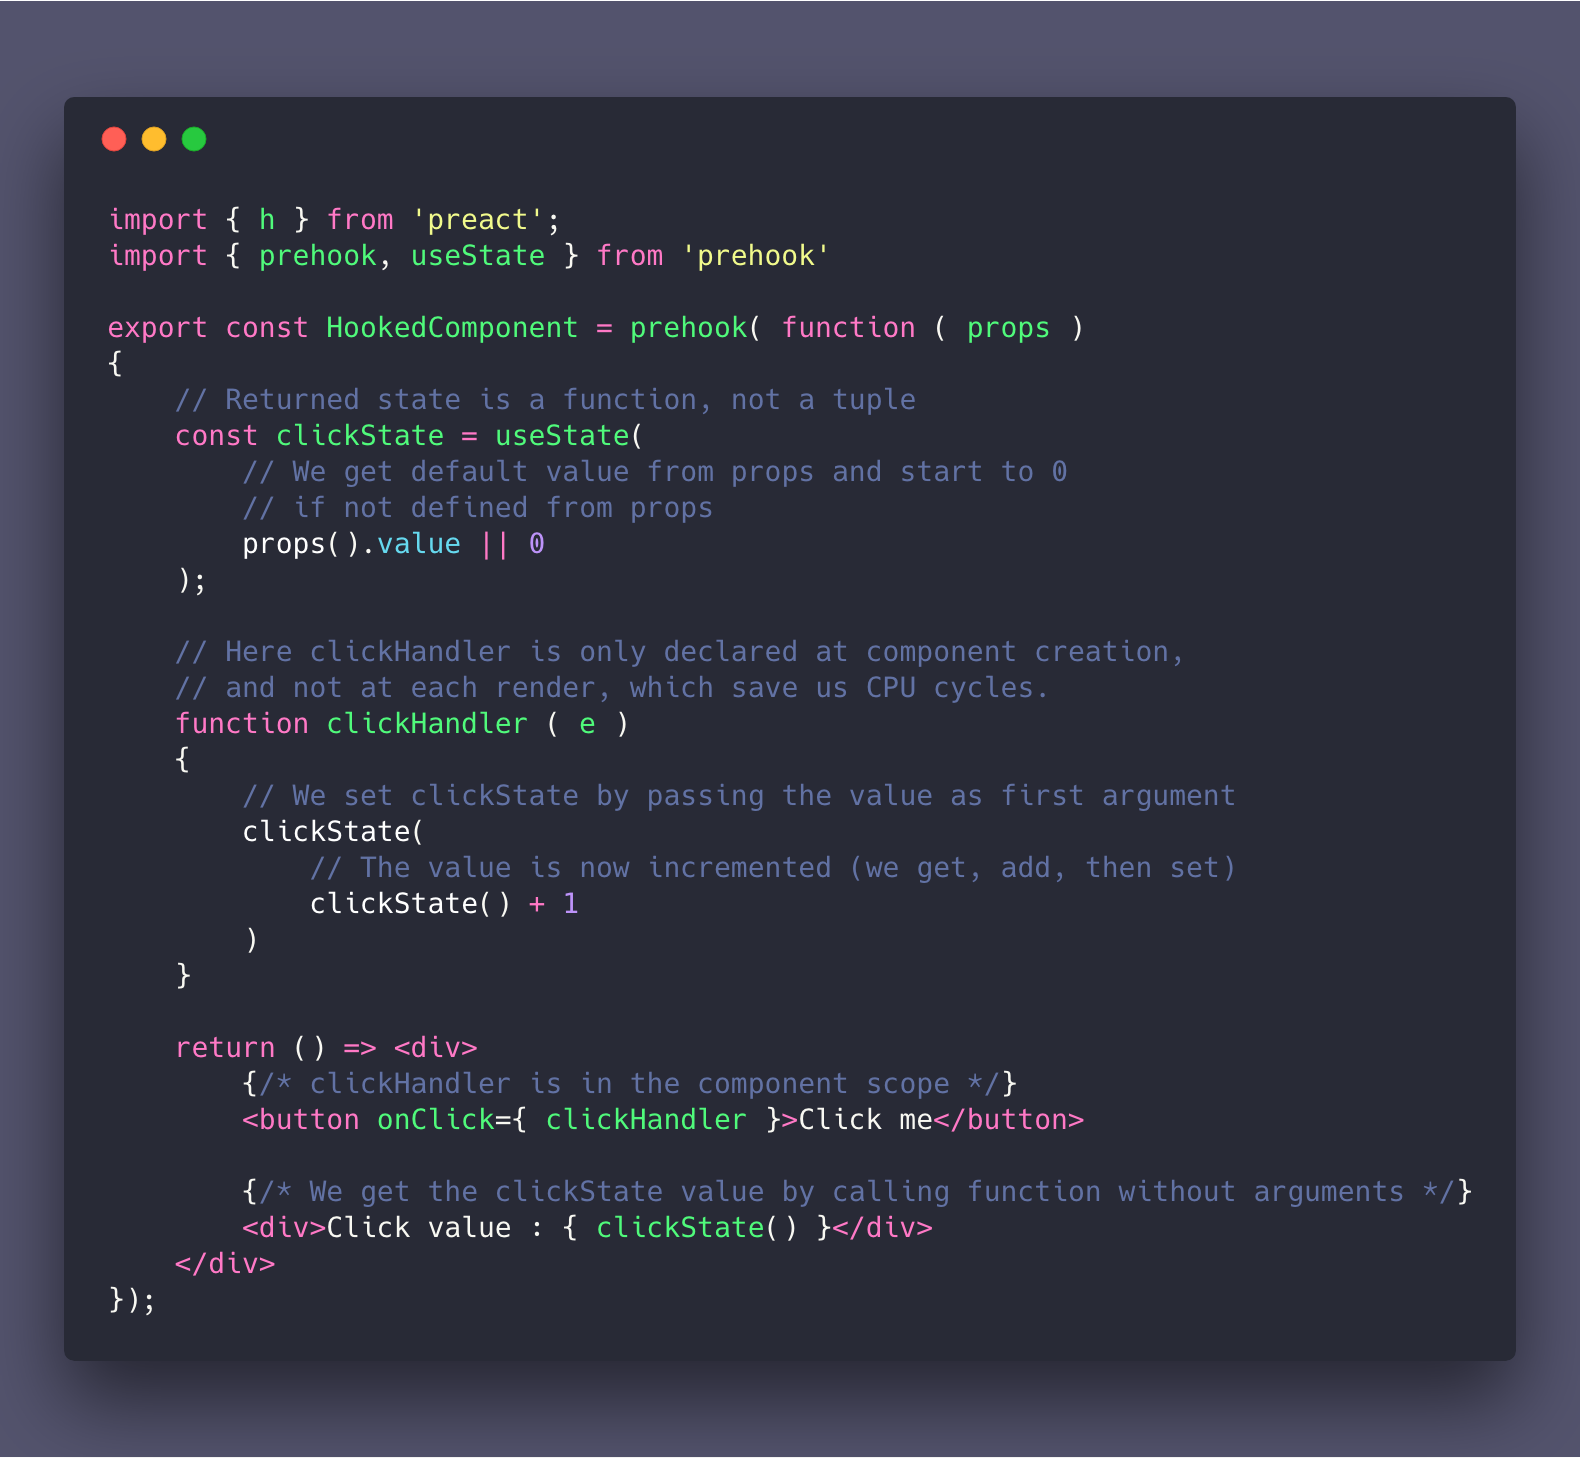 import { h } from 'preact';
import { prehook, useState } from 'prehook'

export const HookedComponent = prehook( function ( props )
{
    // Returned state is a function, not a tuple
    const clickState = useState(
        // We get default value from props and start to 0
        // if not defined from props
        props().value || 0
    );

    // Here clickHandler is only declared at component creation,
    // and not at each render, which save us CPU cycles.
    function clickHandler ( e )
    {
        // We set clickState by passing the value as first argument
        clickState(
            // The value is now incremented (we get, add, then set)
            clickState() + 1
        )
    }

    return () => <div>
        {/* clickHandler is in the component scope */}
        <button onClick={ clickHandler }>Click me</button>

        {/* We get the clickState value by calling function without arguments */}
        <div>Click value : { clickState() }</div>
    </div>
});